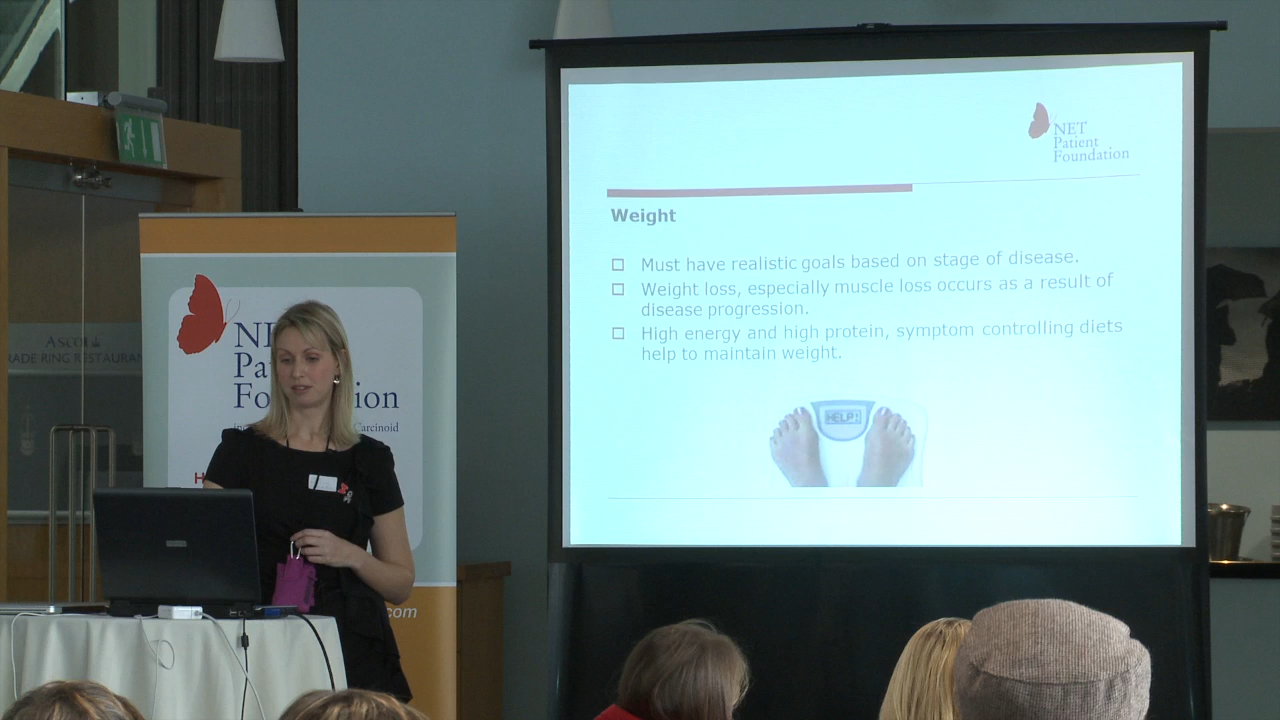 NET
Patient
Foundation
Weight
Must have realistic goals based on stage of disease.
Weight loss, especially muscle loss occurs as a result of
disease progression.
High energy and high protein, symptom controlling diets
help to maintain weight.
HELP!
Pa
Fo ion
Carcinoid
H
.com
ASCOT
RADE RING RESTAURAN